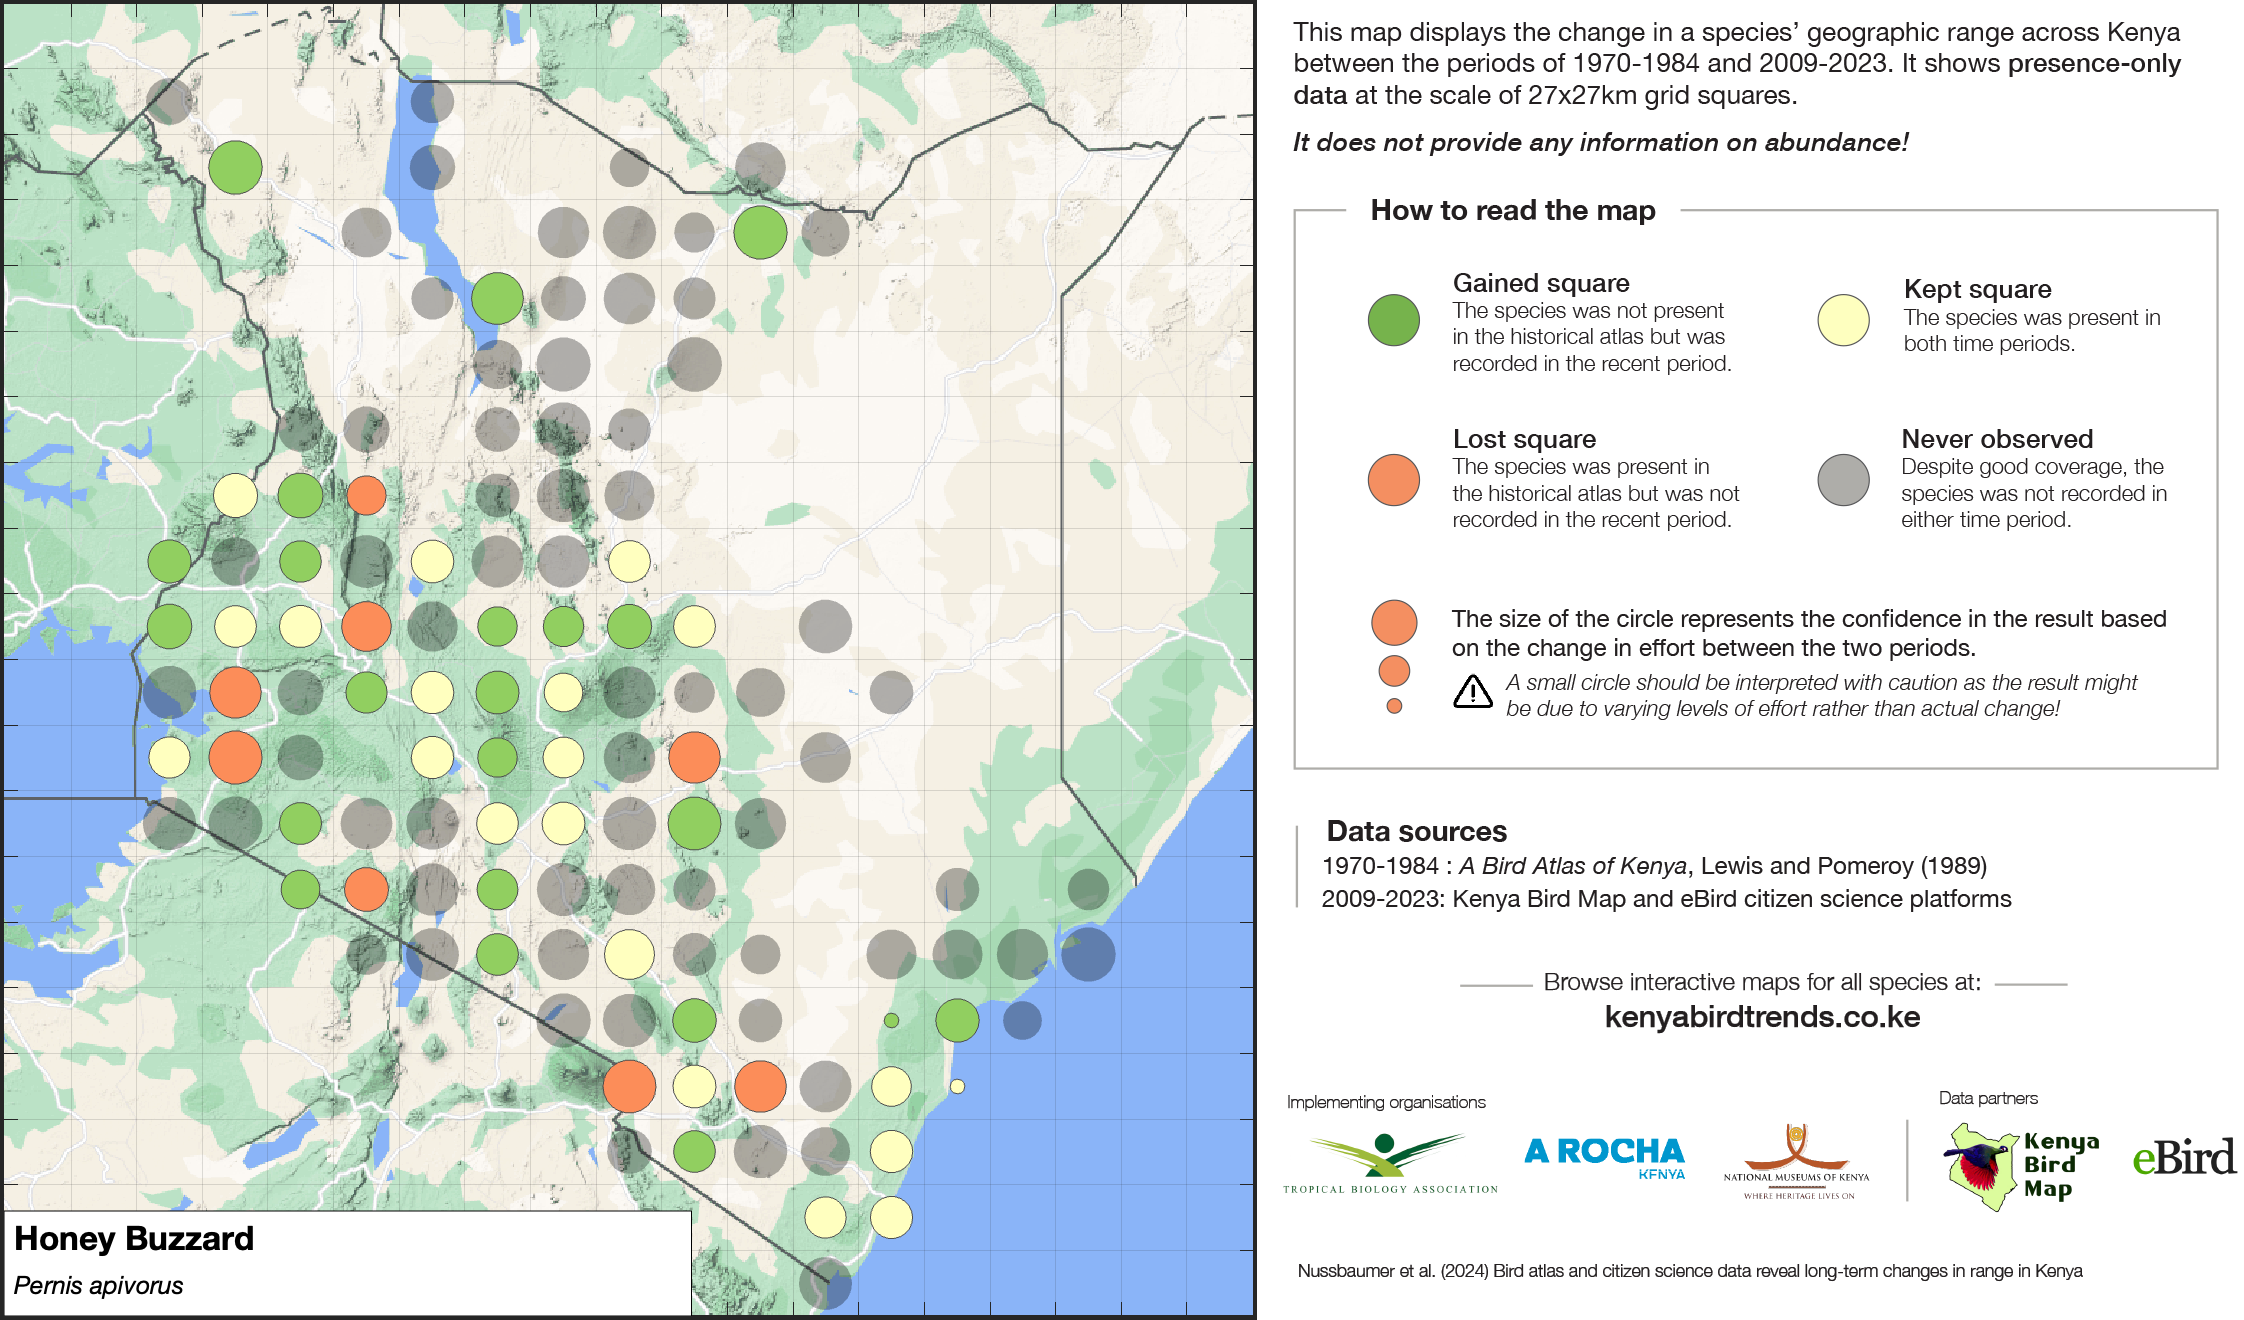 This map displays the change in a species’ geographic range across Kenya
between the periods of 1970-1984 and 2009-2023. It shows presence-only
data at the scale of 27x27km grid squares.
It does not provide any information on abundance!
How to read the map
Gained square
The species was not present
in the historical atlas but was
recorded in the recent period.
Kept square
The species was present in
both time periods.
Lost square
The species was present in
the historical atlas but was not
recorded in the recent period.
Never observed
Despite good coverage, the
species was not recorded in
either time period.
The size of the circle represents the confidence in the result based
on the change in effort between the two periods.
A small circle should be interpreted with caution as the result might
be due to varying levels of effort rather than actual change!
Data sources
1970-1984 : A Bird Atlas of Kenya, Lewis and Pomeroy (1989)
2009-2023: Kenya Bird Map and eBird citizen science platforms
Browse interactive maps for all species at:
kenyabirdtrends.co.ke
Implementing organisations
Data partners
TROPICAL BIOLOGY ASSOCIATION
A ROCHA
KENYA
NATIONAL MUSEUMS OF KENYA
WHERE HERITAGE LIVES ON
Kenya
Bird
Map
eBird
Honey Buzzard
Pernis apivorus
Nussbaumer et al. (2024) Bird atlas and citizen science data reveal long-term changes in range in Kenya